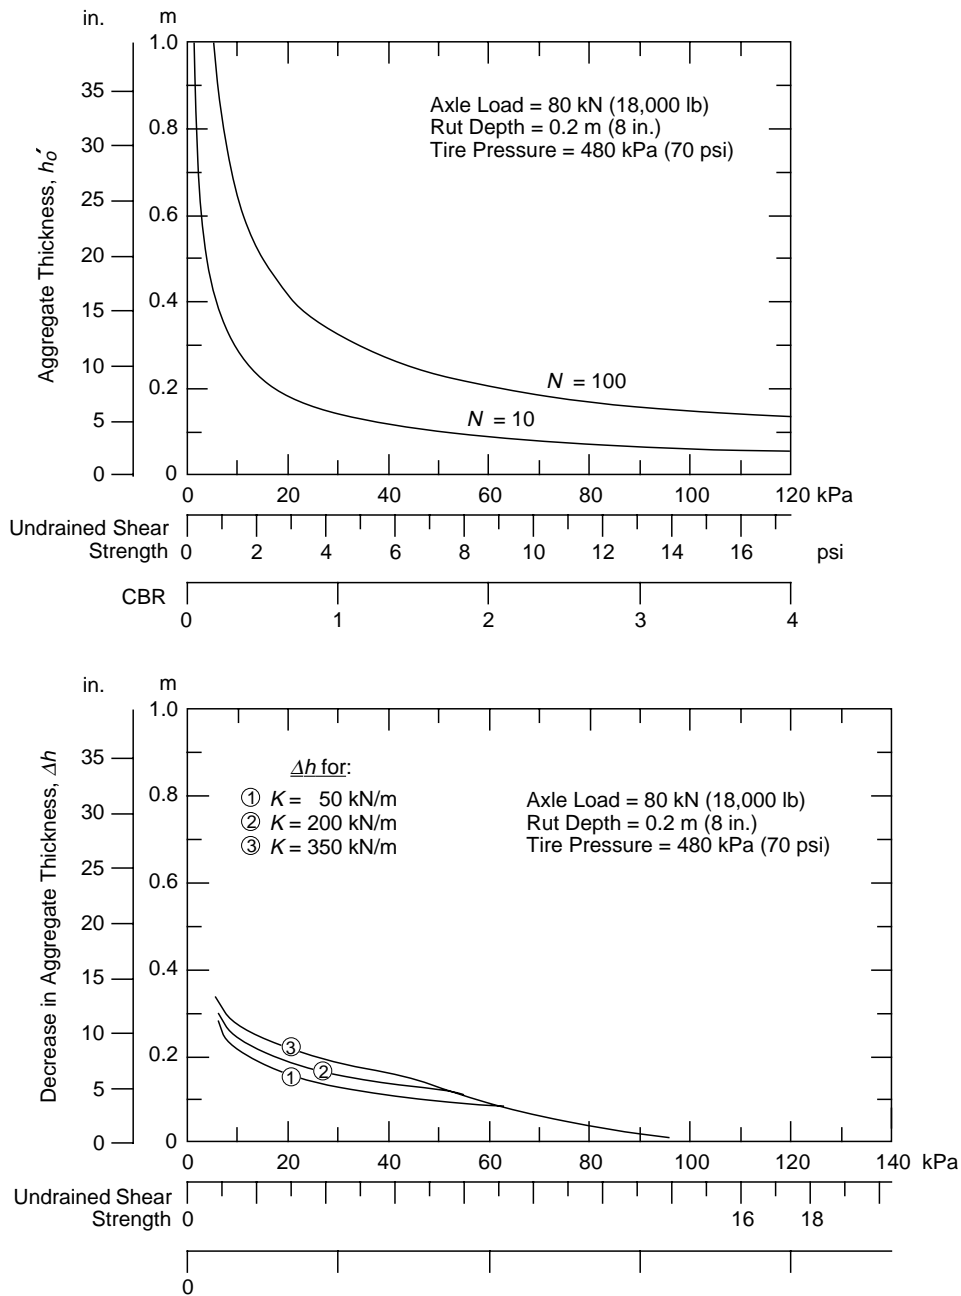 in. m
1.0
35
Axle Load = 80 kN (18,000 lb)
0.8
Rut Depth = 0.2 m (8 in.)
30
Tire Pressure = 480 kPa (70 psi)
25
0.6
20
Aggregate Thickness, ho′
0.4
15
10
N = 100
0.2
5
N = 10
0 0
0 20 40 60 80 100 120 kPa
Undrained Shear
Strength 0 2 4 6 8 10 12 14 16 psi
CBR
0 1 2 3 4
in. m
1.0
35
Δh for:
① K = 50 kN/m
② K = 200 kN/m
③ K = 350 kN/m
0.8
Axle Load = 80 kN (18,000 lb)
Rut Depth = 0.2 m (8 in.)
Tire Pressure = 480 kPa (70 psi)
30
25
0.6
20
Decrease in Aggregate Thickness, Δh
0.4
15
10
③
0.2
②
①
5
0 0
0 20 40 60 80 100 120 140 kPa
Undrained Shear
Strength 0 16 18
0